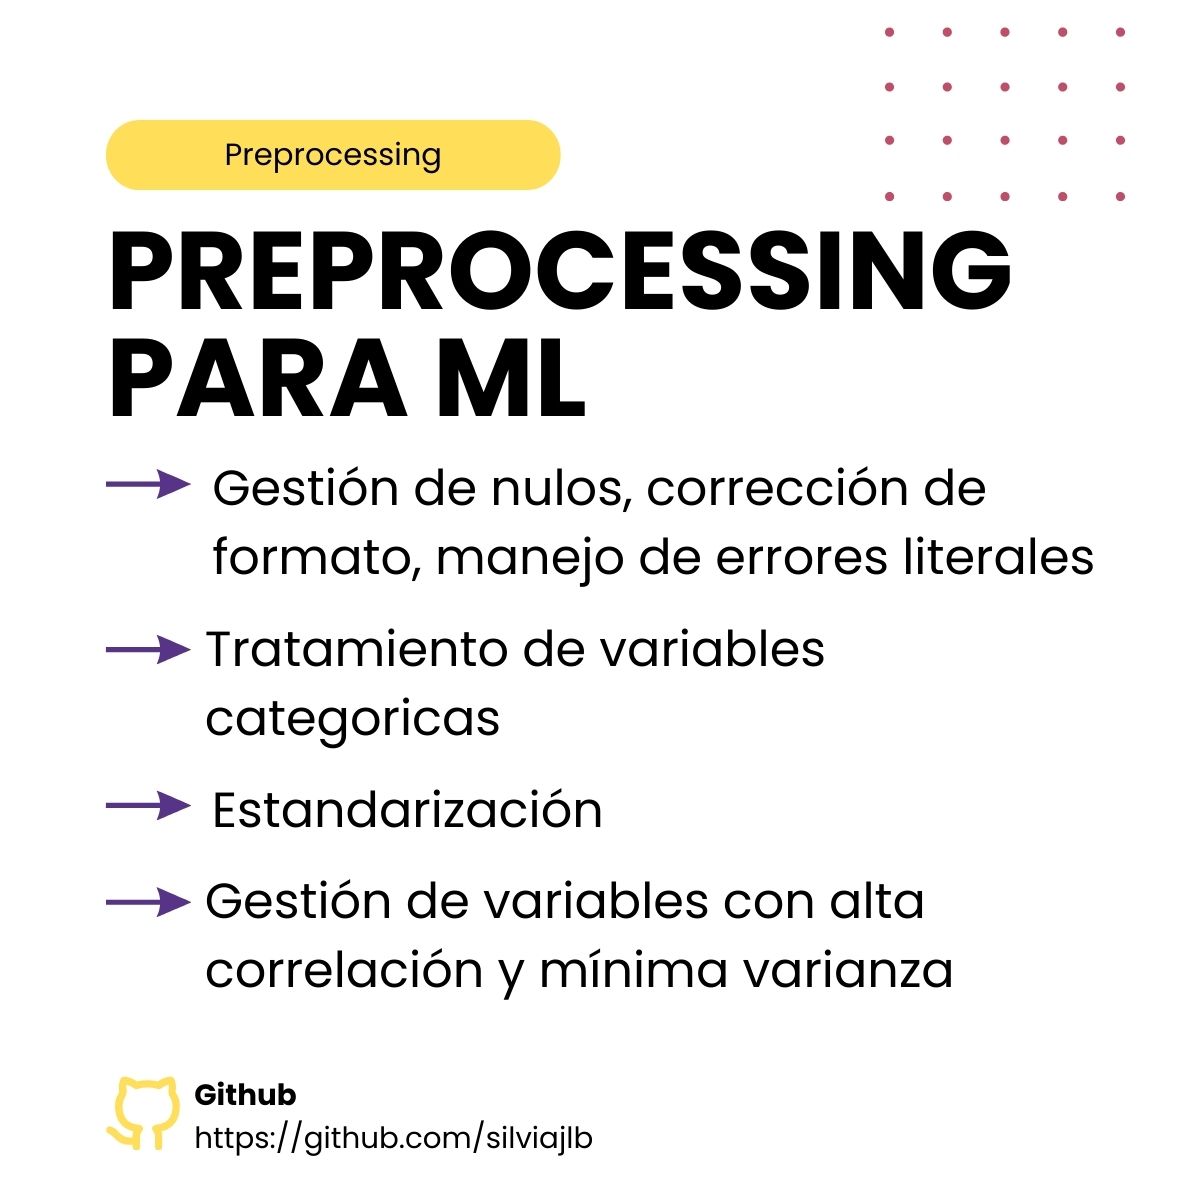 Preprocessing
PREPROCESSING
PARA ML
Gestión de nulos, corrección de
formato, manejo de errores literales
Tratamiento de variables
categoricas
Estandarización
Gestión de variables con alta
correlación y mínima varianza
Github
https://github.com/silviajlb